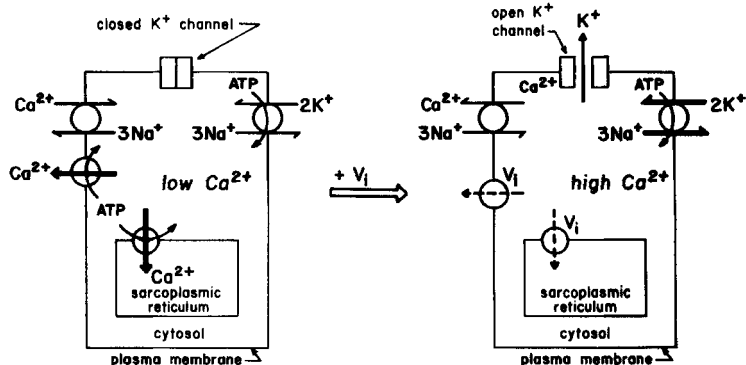 closed K⁺ channel
ATP
Ca²⁺
2K⁺
3Na⁺
3Na⁺
Ca²⁺
low Ca²⁺
ATP
Ca²⁺
sarcoplasmic
reticulum
cytosol
plasma membrane
+ Vi
open K⁺
channel
K⁺
Ca²⁺
ATP
Ca²⁺
2K⁺
3Na⁺
3Na⁺
Vi
high Ca²⁺
Vi
sarcoplasmic
reticulum
cytosol
plasma membrane